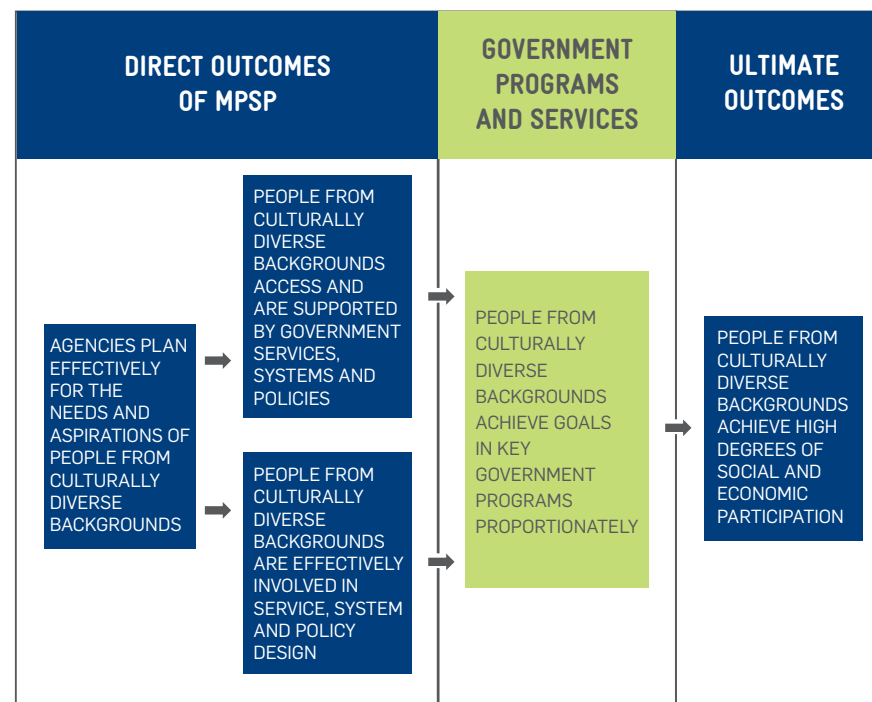 DIRECT OUTCOMES
OF MPSP
GOVERNMENT
PROGRAMS
AND SERVICES
ULTIMATE
OUTCOMES
AGENCIES PLAN
EFFECTIVELY
FOR THE
NEEDS AND
ASPIRATIONS OF
PEOPLE FROM
CULTURALLY
DIVERSE
BACKGROUNDS
PEOPLE FROM
CULTURALLY
DIVERSE
BACKGROUNDS
ACCESS AND
ARE SUPPORTED
BY GOVERNMENT
SERVICES,
SYSTEMS AND
POLICIES
PEOPLE FROM
CULTURALLY
DIVERSE
BACKGROUNDS
ARE EFFECTIVELY
INVOLVED IN
SERVICE, SYSTEM
AND POLICY
DESIGN
PEOPLE FROM
CULTURALLY
DIVERSE
BACKGROUNDS
ACHIEVE GOALS
IN KEY
GOVERNMENT
PROGRAMS
PROPORTIONATELY
PEOPLE FROM
CULTURALLY
DIVERSE
BACKGROUNDS
ACHIEVE HIGH
DEGREES OF
SOCIAL AND
ECONOMIC
PARTICIPATION